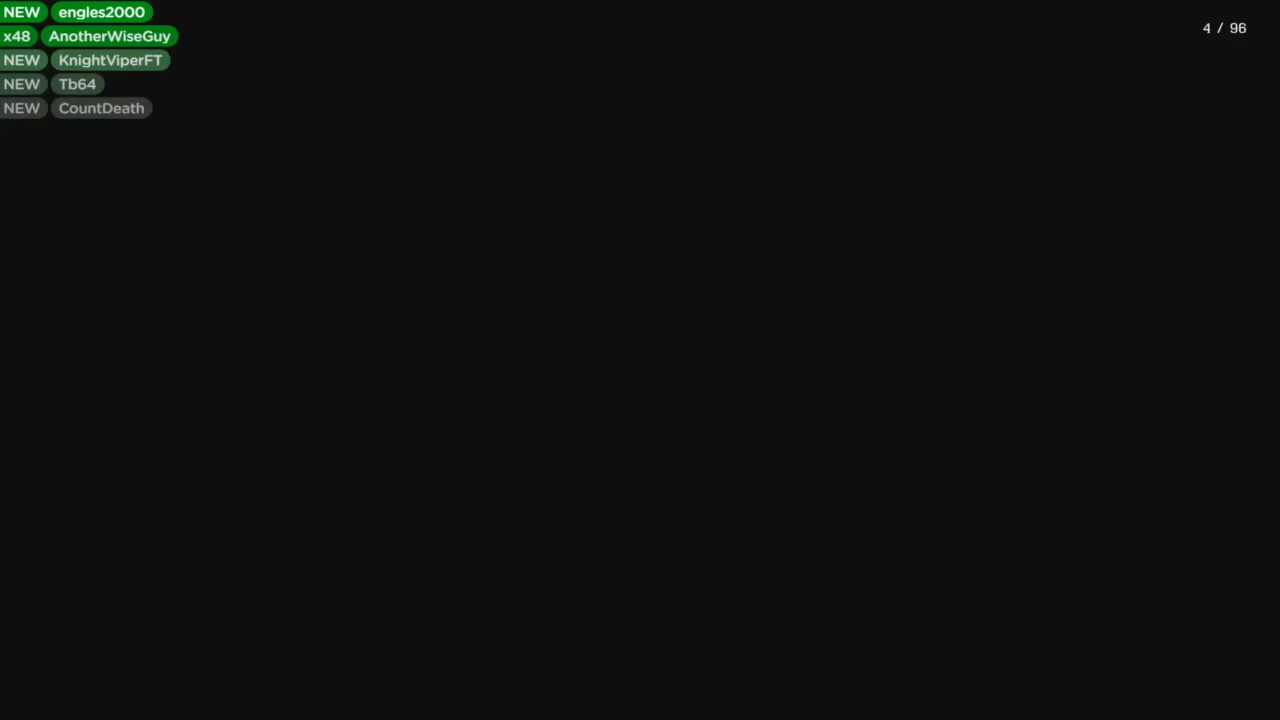 NEW engles2000
x48 AnotherWiseGuy
NEW KnightViperFT
NEW Tb64
NEW CountDeath
4 / 96